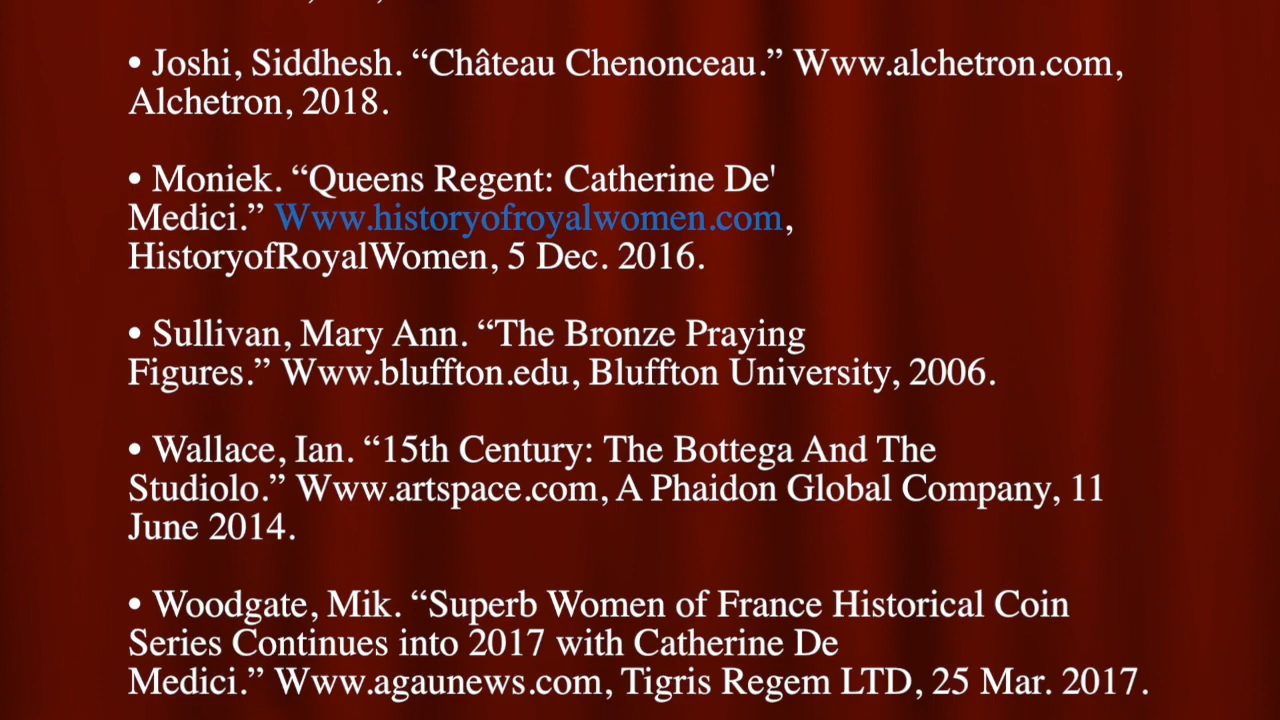 • Joshi, Siddhesh. “Château Chenonceau.” Www.alchetron.com,
Alchetron, 2018.
• Moniek. “Queens Regent: Catherine De'
Medici.” Www.historyofroyalwomen.com,
HistoryofRoyalWomen, 5 Dec. 2016.
• Sullivan, Mary Ann. “The Bronze Praying
Figures.” Www.bluffton.edu, Bluffton University, 2006.
• Wallace, Ian. “15th Century: The Bottega And The
Studiolo.” Www.artspace.com, A Phaidon Global Company, 11
June 2014.
• Woodgate, Mik. “Superb Women of France Historical Coin
Series Continues into 2017 with Catherine De
Medici.” Www.agaunews.com, Tigris Regem LTD, 25 Mar. 2017.